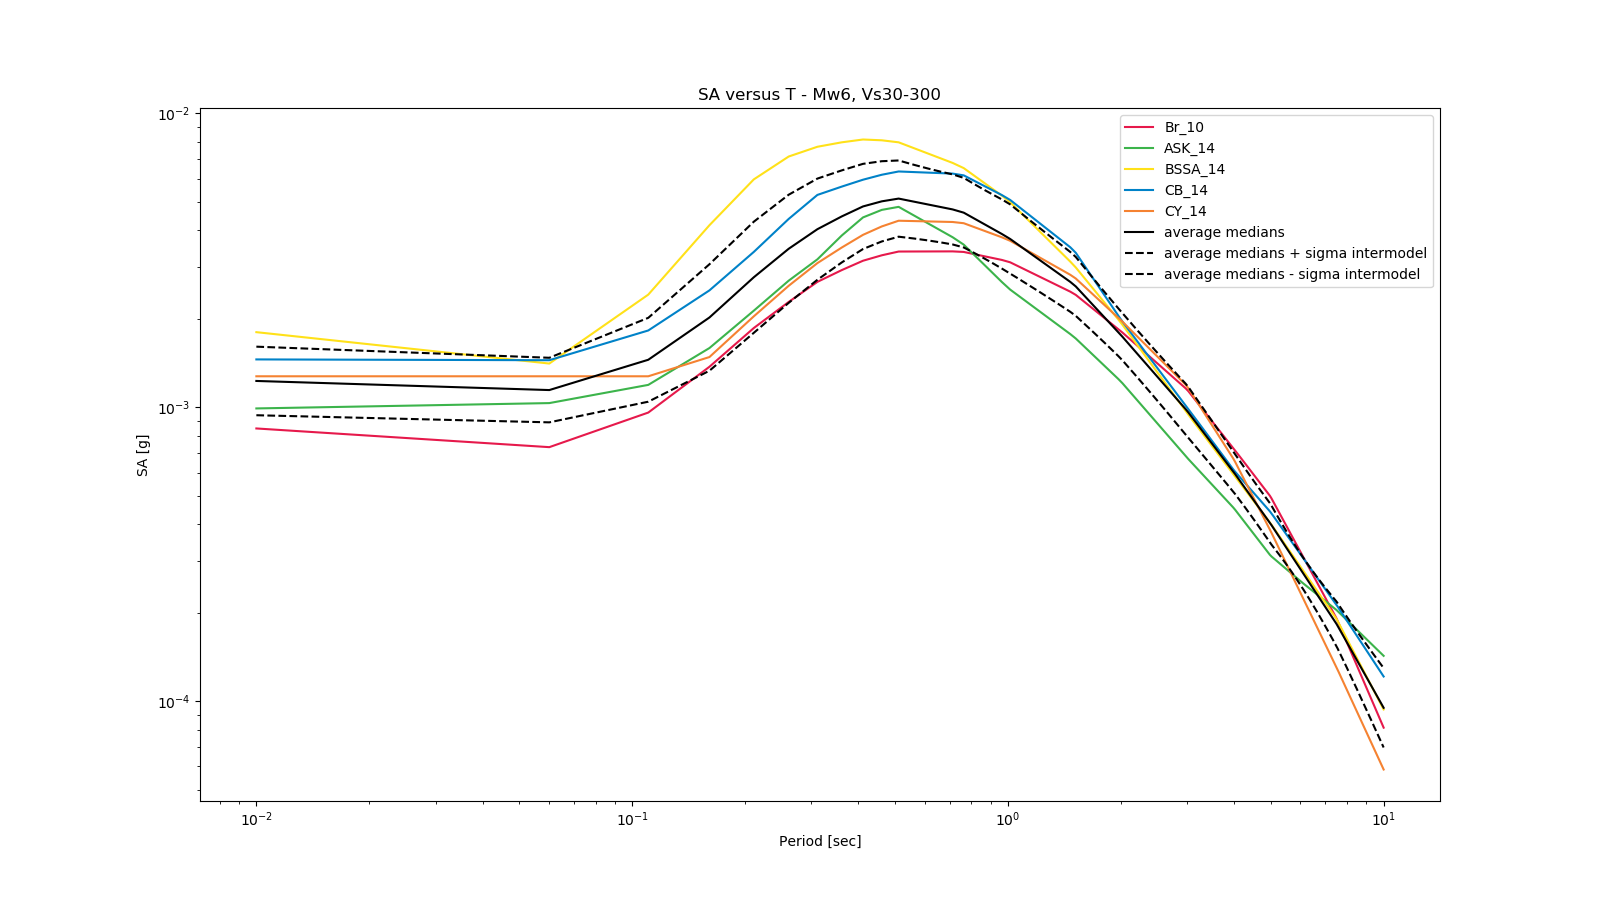 SA versus T - Mw6, Vs30-300
Br_10
ASK_14
BSSA_14
CB_14
CY_14
average medians
average medians + sigma intermodel
average medians - sigma intermodel
10⁻²
10⁻³
10⁻⁴
SA [g]
10⁻² 10⁻¹ 10⁰ 10¹
Period [sec]